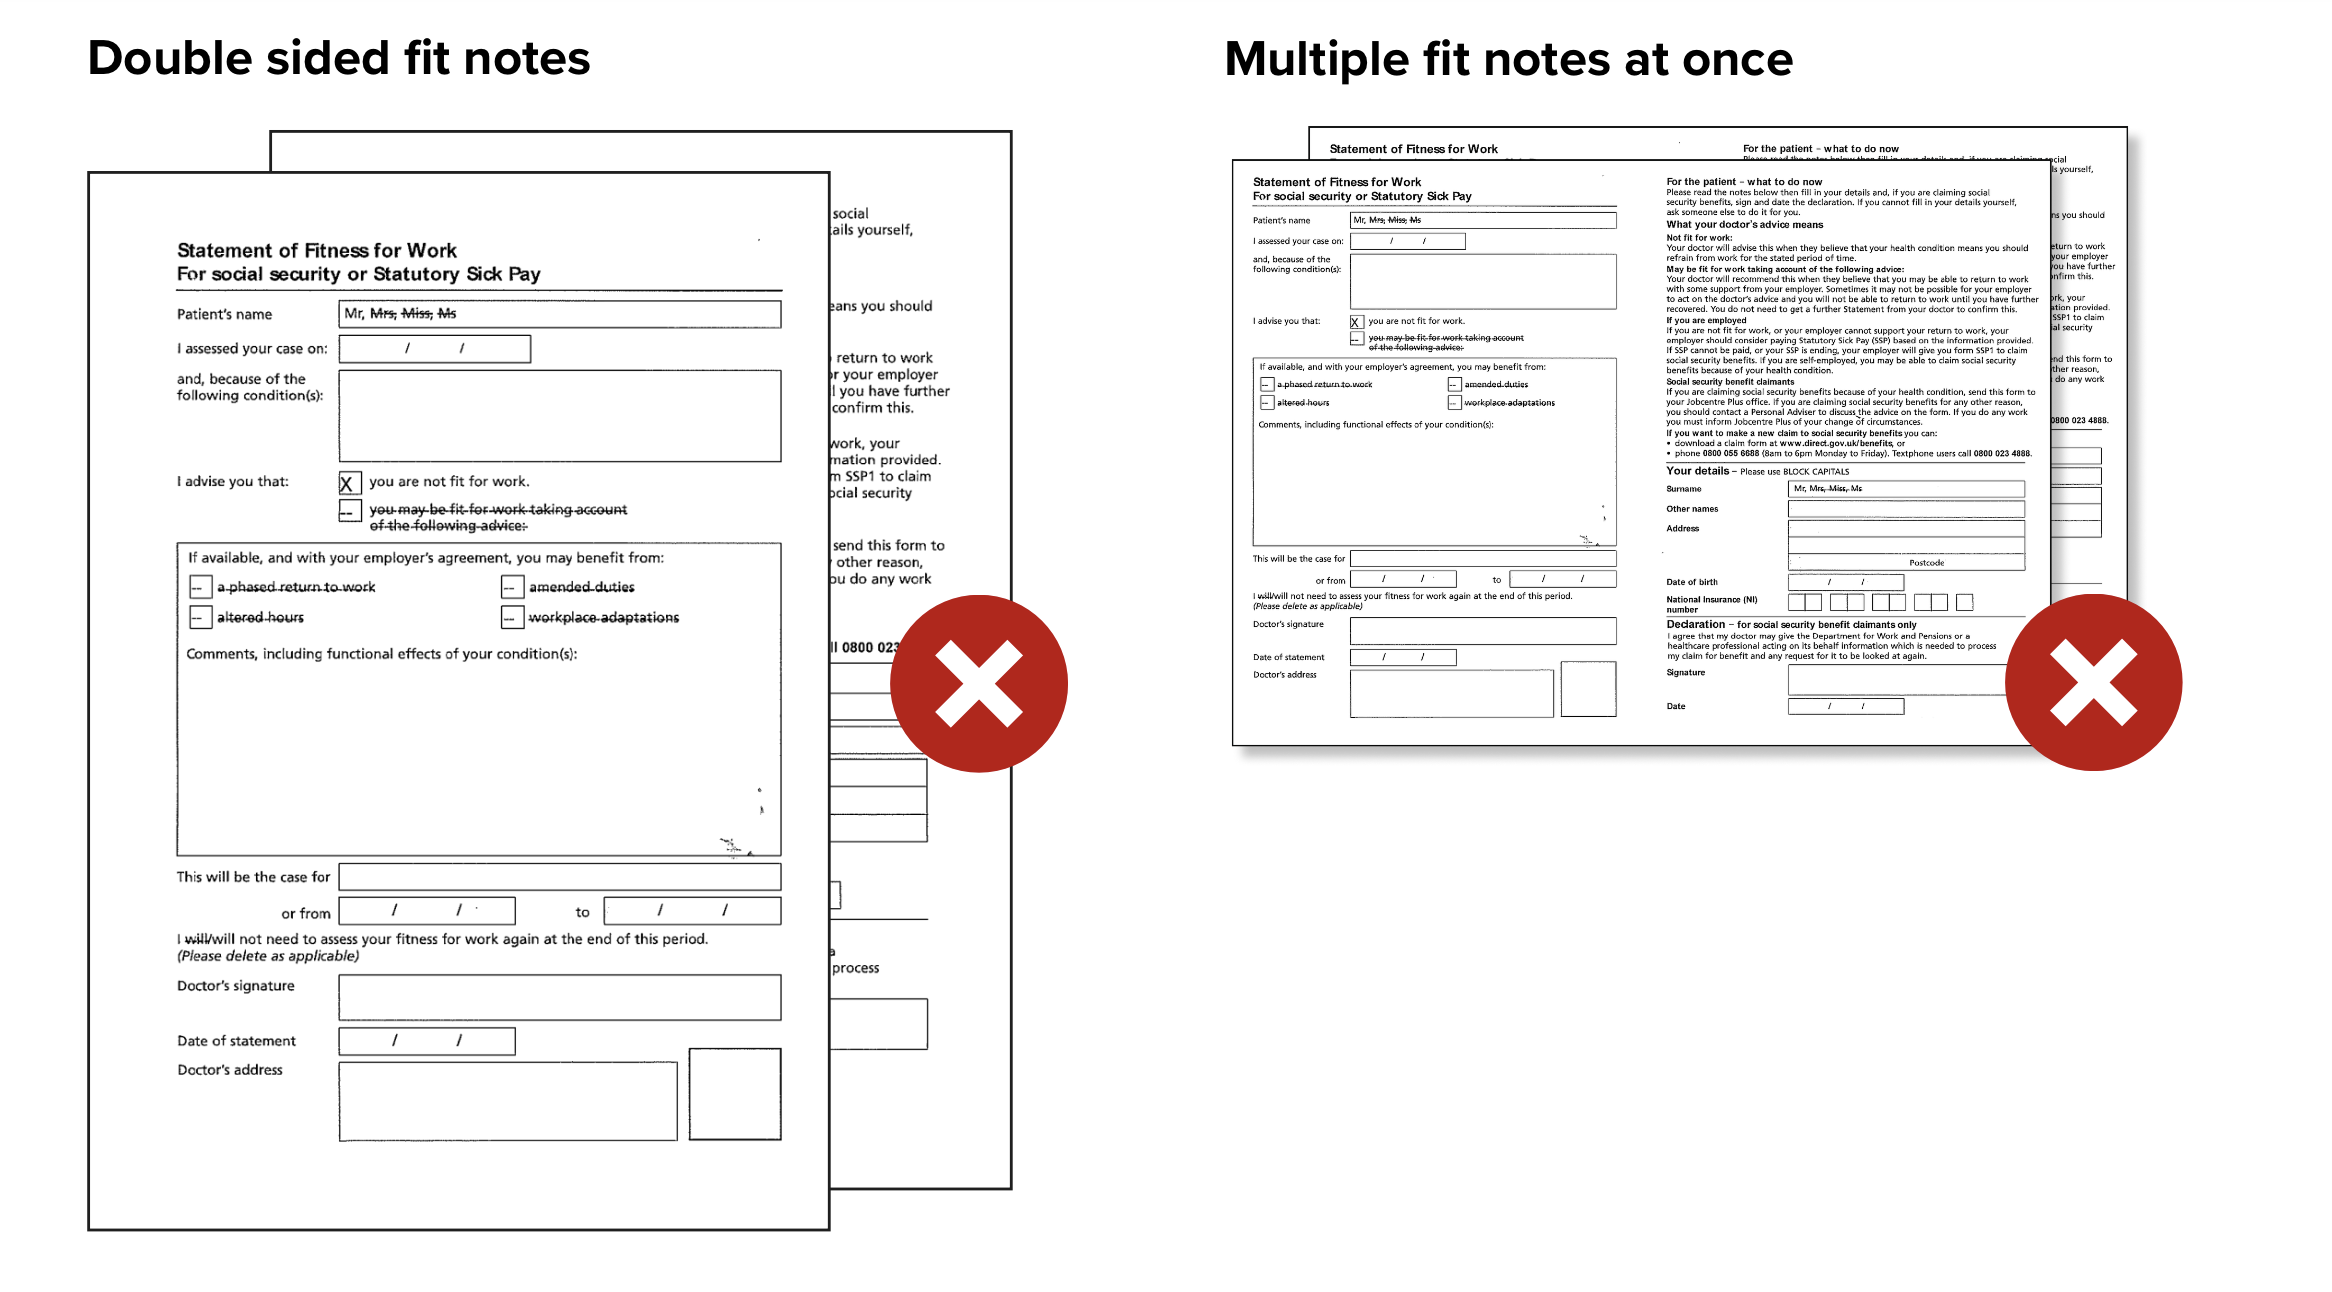 Double sided fit notes
Statement of Fitness for Work
For social security or Statutory Sick Pay
Patient's name
Mr, Mrs, Miss, Ms
I assessed your case on:
/ /
and, because of the
following condition(s):
I advise you that:
X you are not fit for work.
-- you may be fit for work taking account
of the following advice:
If available, and with your employer's agreement, you may benefit from:
-- a phased return to work
-- amended duties
-- altered hours
-- workplace adaptations
Comments, including functional effects of your condition(s):
This will be the case for
or from / / to / /
I will/will not need to assess your fitness for work again at the end of this period.
(Please delete as applicable)
Doctor's signature
Date of statement / /
Doctor's address
social
ails yourself,
eans you should
return to work
or your employer
l you have further
confirm this.
work, your
mation provided.
m SSP1 to claim
ocial security
send this form to
other reason,
ou do any work
ll 0800 023
a
process
Multiple fit notes at once
Statement of Fitness for Work
For the patient – what to do now
social
ls yourself,
ns you should
eturn to work
your employer
ou have further
onfirm this.
ork, your
ation provided.
SSP1 to claim
ial security
end this form to
ther reason,
do any work
0800 023 4888.
Statement of Fitness for Work
For social security or Statutory Sick Pay
Patient's name
Mr, Mrs, Miss, Ms
I assessed your case on:
/ /
and, because of the
following condition(s):
I advise you that:
X you are not fit for work.
-- you may be fit for work taking account
of the following advice:
If available, and with your employer's agreement, you may benefit from:
-- a phased return to work
-- amended duties
-- altered hours
-- workplace adaptations
Comments, including functional effects of your condition(s):
This will be the case for
or from / / to / /
I will/will not need to assess your fitness for work again at the end of this period.
(Please delete as applicable)
Doctor's signature
Date of statement / /
Doctor's address
For the patient – what to do now
Please read the notes below then fill in your details and, if you are claiming social
security benefits, sign and date the declaration. If you cannot fill in your details yourself,
ask someone else to do it for you.
What your doctor's advice means
Not fit for work:
Your doctor will advise this when they believe that your health condition means you should
refrain from work for the stated period of time.
May be fit for work taking account of the following advice:
Your doctor will recommend this when they believe that you may be able to return to work
with some support from your employer. Sometimes it may not be possible for your employer
to act on the doctor's advice and you will not be able to return to work until you have further
recovered. You do not need to get a further Statement from your doctor to confirm this.
If you are employed
If you are not fit for work, or your employer cannot support your return to work, your
employer should consider paying Statutory Sick Pay (SSP) based on the information provided.
If SSP cannot be paid, or your SSP is ending, your employer will give you form SSP1 to claim
social security benefits. If you are self-employed, you may be able to claim social security
benefits because of your health condition.
Social security benefit claimants
If you are claiming social security benefits because of your health condition, send this form to
your Jobcentre Plus office. If you are claiming social security benefits for any other reason,
you should contact a Personal Adviser to discuss the advice on the form. If you do any work
you must inform Jobcentre Plus of your change of circumstances.
If you want to make a new claim to social security benefits you can:
• download a claim form at www.direct.gov.uk/benefits, or
• phone 0800 055 6688 (8am to 6pm Monday to Friday). Textphone users call 0800 023 4888.
Your details – Please use BLOCK CAPITALS
Surname
Mr, Mrs, Miss, Ms
Other names
Address
Postcode
Date of birth / /
National Insurance (NI)
number
Declaration – for social security benefit claimants only
I agree that my doctor may give the Department for Work and Pensions or a
healthcare professional acting on its behalf information which is needed to process
my claim for benefit and any request for it to be looked at again.
Signature
Date / /